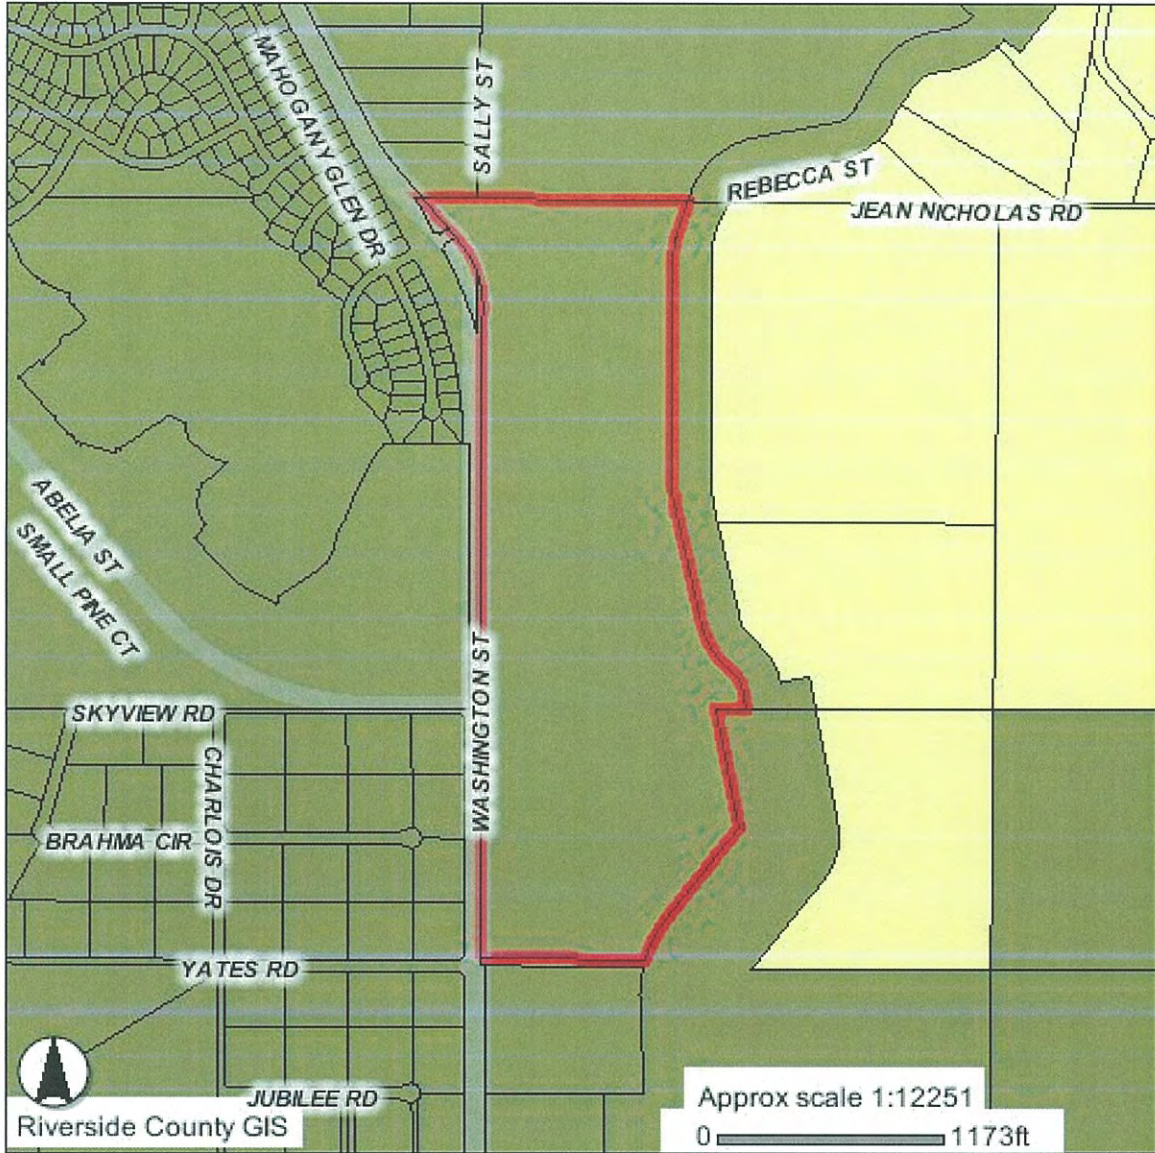 MAHOGANY GLEN DR
SALLY ST
REBECCA ST
JEAN NICHOLAS RD
ABELIA ST
SMALL PINE CT
WASHINGTON ST
SKYVIEW RD
CHARLOIS DR
BRAHMA CIR
YATES RD
JUBILEE RD
Riverside County GIS
Approx scale 1:12251
0 1173ft